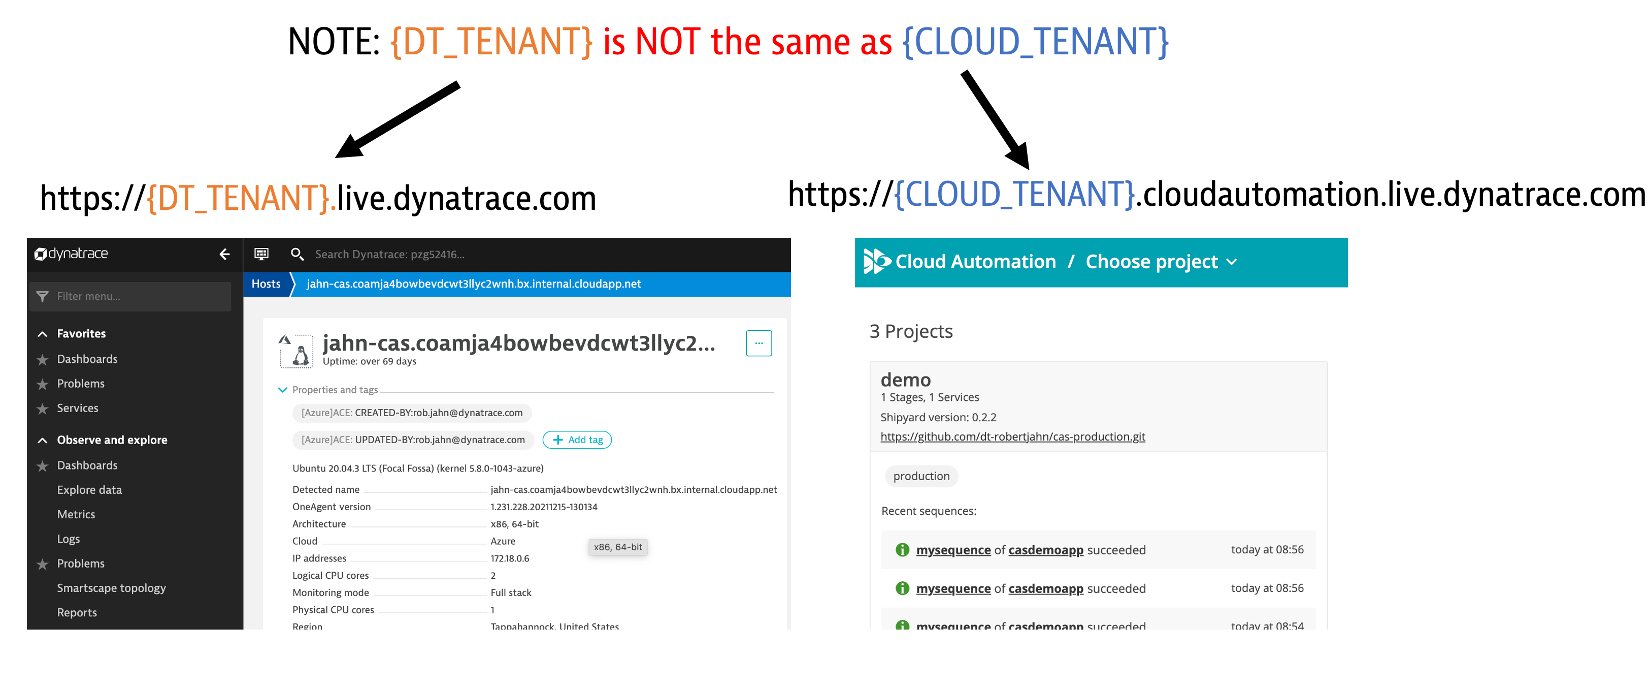 NOTE: {DT_TENANT} is NOT the same as {CLOUD_TENANT}
https://{DT_TENANT}.live.dynatrace.com
https://{CLOUD_TENANT}.cloudautomation.live.dynatrace.com
dynatrace
Search Dynatrace: pzg52416...
Filter menu...
Favorites
Dashboards
Problems
Services
Observe and explore
Dashboards
Explore data
Metrics
Logs
Problems
Smartscape topology
Reports
Hosts jahn-cas.coamja4bowbevdcwt3llyc2wnh.bx.internal.cloudapp.net
jahn-cas.coamja4bowbevdcwt3llyc2... ...
Uptime: over 69 days
Properties and tags
[Azure]ACE: CREATED-BY:rob.jahn@dynatrace.com
[Azure]ACE: UPDATED-BY:rob.jahn@dynatrace.com + Add tag
Ubuntu 20.04.3 LTS (Focal Fossa) (kernel 5.8.0-1043-azure)
Detected name jahn-cas.coamja4bowbevdcwt3llyc2wnh.bx.internal.cloudapp.net
OneAgent version 1.231.228.20211215-130134
Architecture x86, 64-bit
Cloud Azure
x86, 64-bit
IP addresses 172.18.0.6
Logical CPU cores 2
Monitoring mode Full stack
Physical CPU cores 1
Region Tappahannock, United States
Cloud Automation / Choose project
3 Projects
demo
1 Stages, 1 Services
Shipyard version: 0.2.2
https://github.com/dt-robertjahn/cas-production.git
production
Recent sequences:
mysequence of casdemoapp succeeded today at 08:56
mysequence of casdemoapp succeeded today at 08:56
mysequence of casdemoapp succeeded today at 08:54